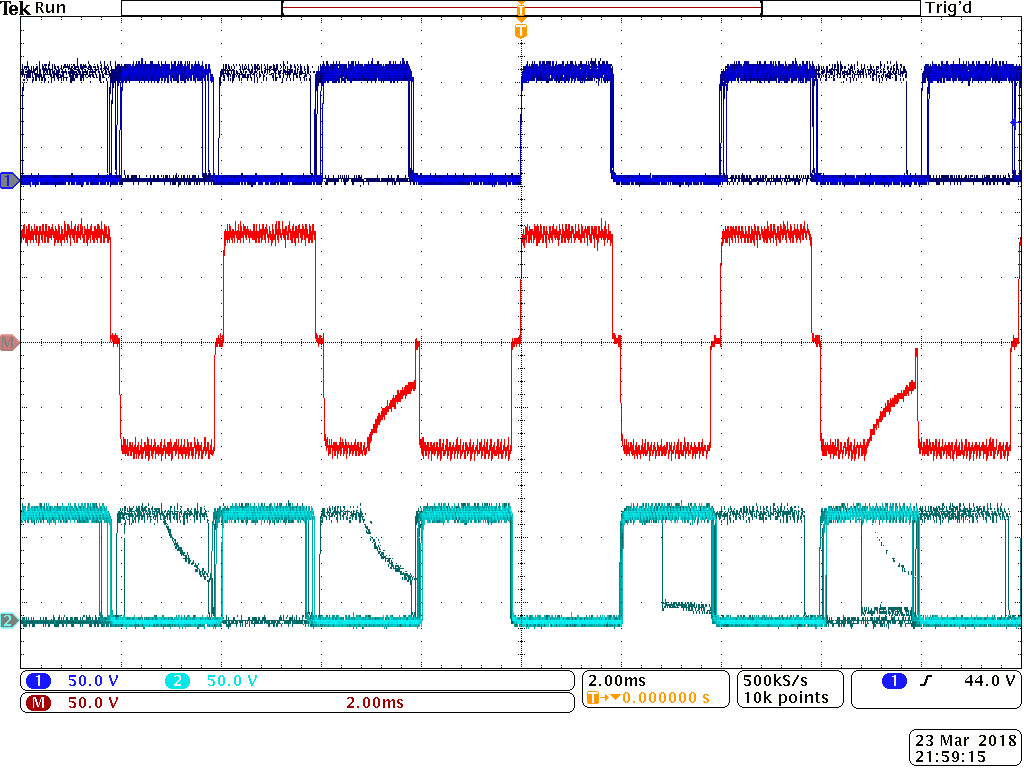 Tek Run Trig'd
T
T
1
M
2
1 50.0 V 2 50.0 V
M 50.0 V 2.00ms
2.00ms
T→▼0.000000 s
500kS/s
10k points
1 44.0 V
23 Mar 2018
21:59:15